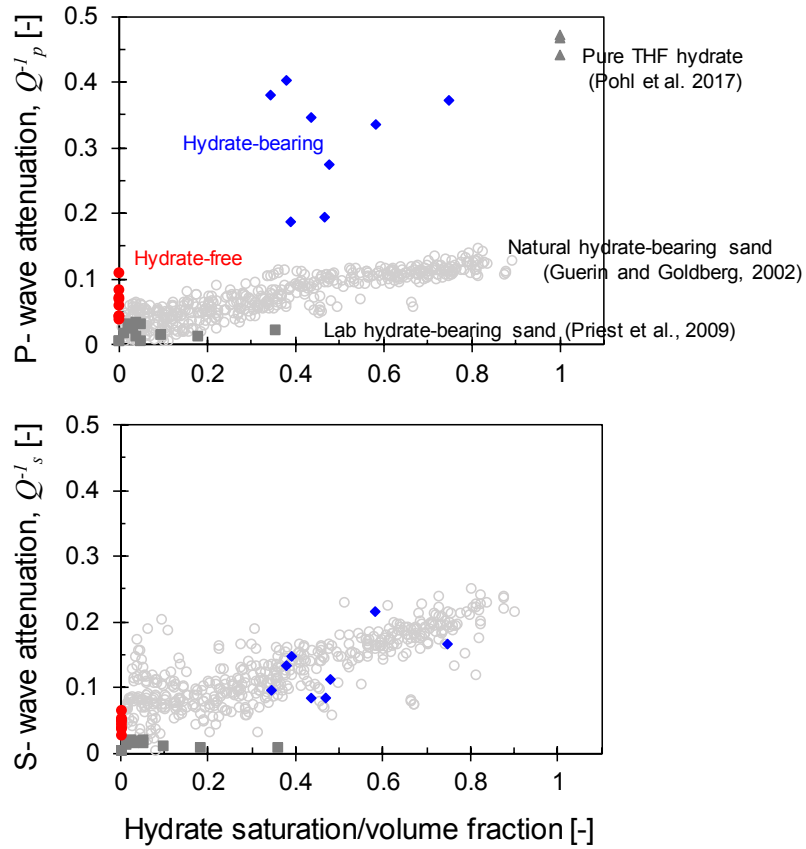 P- wave attenuation, Q⁻¹ₚ [-]
0.5
0.4
0.3
0.2
0.1
0
0
0.2
0.4
0.6
0.8
1
Pure THF hydrate
(Pohl et al. 2017)
Hydrate-bearing
Hydrate-free
Natural hydrate-bearing sand
(Guerin and Goldberg, 2002)
Lab hydrate-bearing sand (Priest et al., 2009)
S- wave attenuation, Q⁻¹ₛ [-]
0.5
0.4
0.3
0.2
0.1
0
0
0.2
0.4
0.6
0.8
1
Hydrate saturation/volume fraction [-]